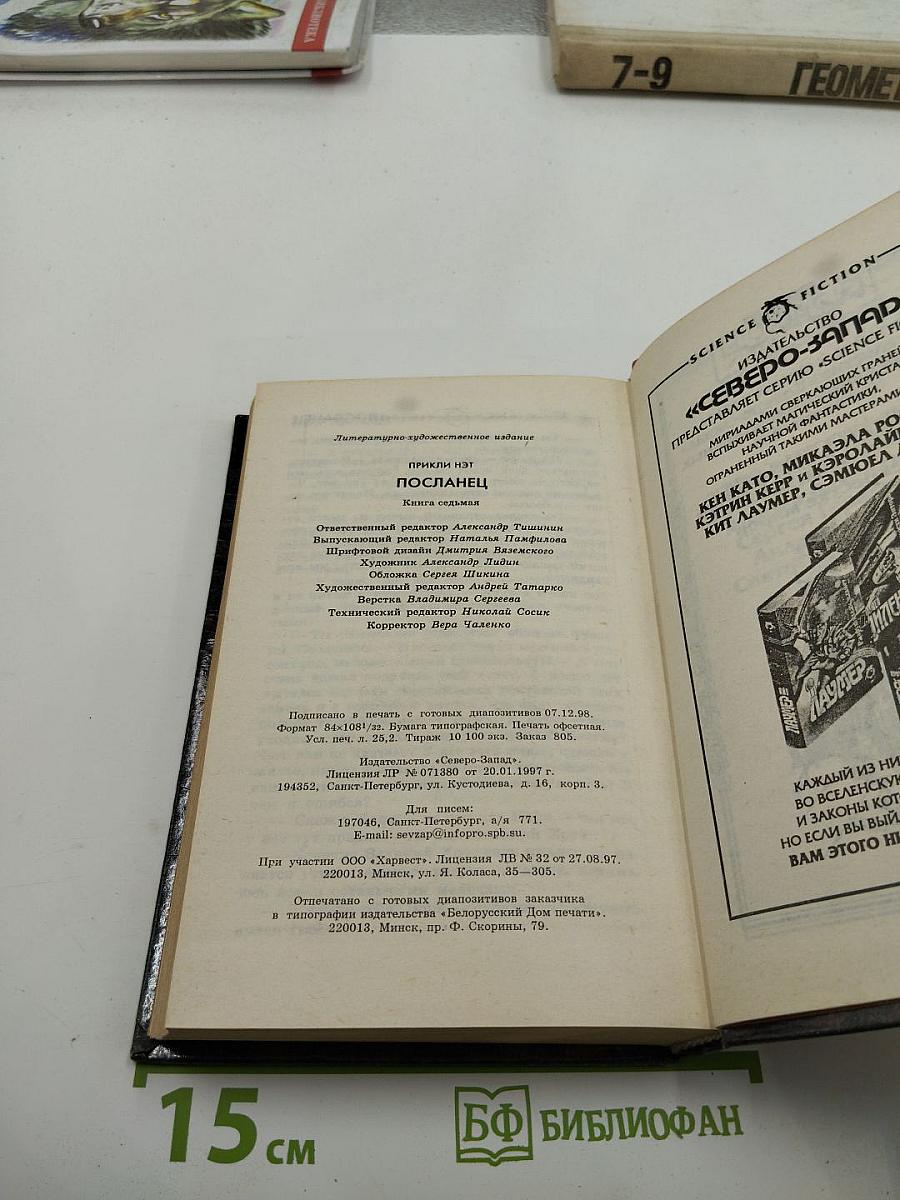 БИБЛИОТЕКА
7-9
ГЕОМЕТ
Литературно-художественное издание
ПРИКЛИ НЭТ
ПОСЛАНЕЦ
Книга седьмая
Ответственный редактор Александр Тишинин
Выпускающий редактор Наталья Памфилова
Шрифтовой дизайн Дмитрия Вяземского
Художник Александр Лидин
Обложка Сергея Шикина
Художественный редактор Андрей Татарко
Верстка Владимира Сергеева
Технический редактор Николай Сосик
Корректор Вера Чаленко
Подписано в печать с готовых диапозитивов 07.12.98.
Формат 84×108¹/₃₂. Бумага типографская. Печать офсетная.
Усл. печ. л. 25,2. Тираж 10 100 экз. Заказ 805.
Издательство «Северо-Запад».
Лицензия ЛР № 071380 от 20.01.1997 г.
194352, Санкт-Петербург, ул. Кустодиева, д. 16, корп. 3.
Для писем:
197046, Санкт-Петербург, а/я 771.
E-mail: sevzap@infopro.spb.su.
При участии ООО «Харвест». Лицензия ЛВ № 32 от 27.08.97.
220013, Минск, ул. Я. Коласа, 35—305.
Отпечатано с готовых диапозитивов заказчика
в типографии издательства «Белорусский Дом печати».
220013, Минск, пр. Ф. Скорины, 79.
SCIENCE FICTION
ИЗДАТЕЛЬСТВО
«СЕВЕРО-ЗАПАД
ПРЕДСТАВЛЯЕТ СЕРИЮ «SCIENCE FIC
МИРИАДАМИ СВЕРКАЮЩИХ ГРАНЕЙ
ВСПЫХИВАЕТ МАГИЧЕСКИЙ КРИСТА
НАУЧНОЙ ФАНТАСТИКИ,
ОГРАНЕННЫЙ ТАКИМИ МАСТЕРАМИ
КЕН КАТО, МИКАЭЛА РО
КЭТРИН КЕРР и КЭРОЛАЙН
КИТ ЛАУМЕР, СЭМЮЕЛ Д
ЛАУМЕР
КАЖДЫЙ ИЗ НИ
ВО ВСЕЛЕНСКУЮ
И ЗАКОНЫ КОТО
НО ЕСЛИ ВЫ ВЫЙД
ВАМ ЭТОГО НИ
15 см
БФ БИБЛИОФАН